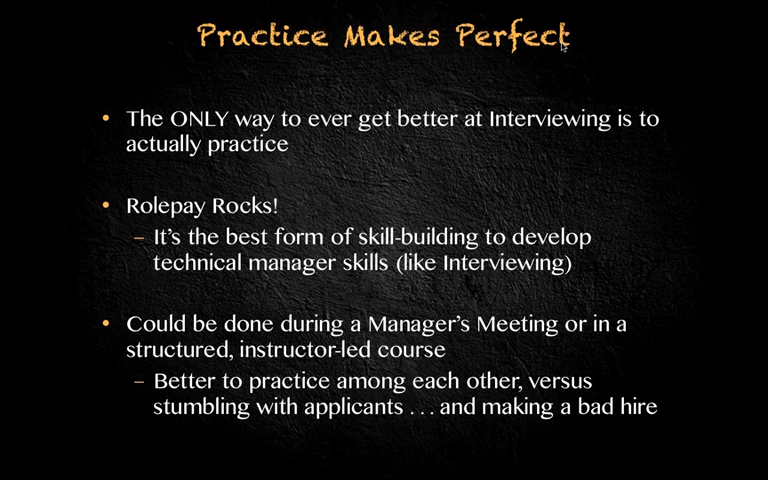 Practice Makes Perfect
• The ONLY way to ever get better at Interviewing is to
actually practice
• Rolepay Rocks!
– It's the best form of skill-building to develop
technical manager skills (like Interviewing)
• Could be done during a Manager's Meeting or in a
structured, instructor-led course
– Better to practice among each other, versus
stumbling with applicants . . . and making a bad hire